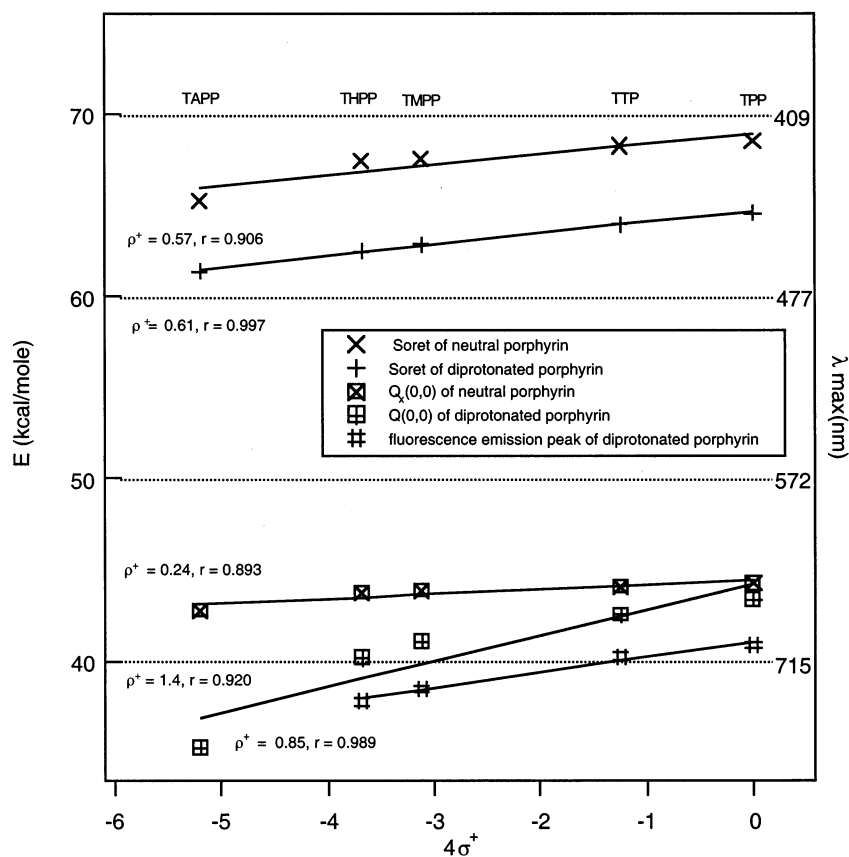 TAPP THPP TMPP TTP TPP
70 409
ρ⁺ = 0.57, r = 0.906
60 477
ρ⁺= 0.61, r = 0.997
Soret of neutral porphyrin
Soret of diprotonated porphyrin
Qₓ(0,0) of neutral porphyrin
Q(0,0) of diprotonated porphyrin
fluorescence emission peak of diprotonated porphyrin
E (kcal/mole)
λ max(nm)
50 572
ρ⁺ = 0.24, r = 0.893
40 715
ρ⁺ = 1.4, r = 0.920
ρ⁺ = 0.85, r = 0.989
-6 -5 -4 -3 -2 -1 0
4σ⁺